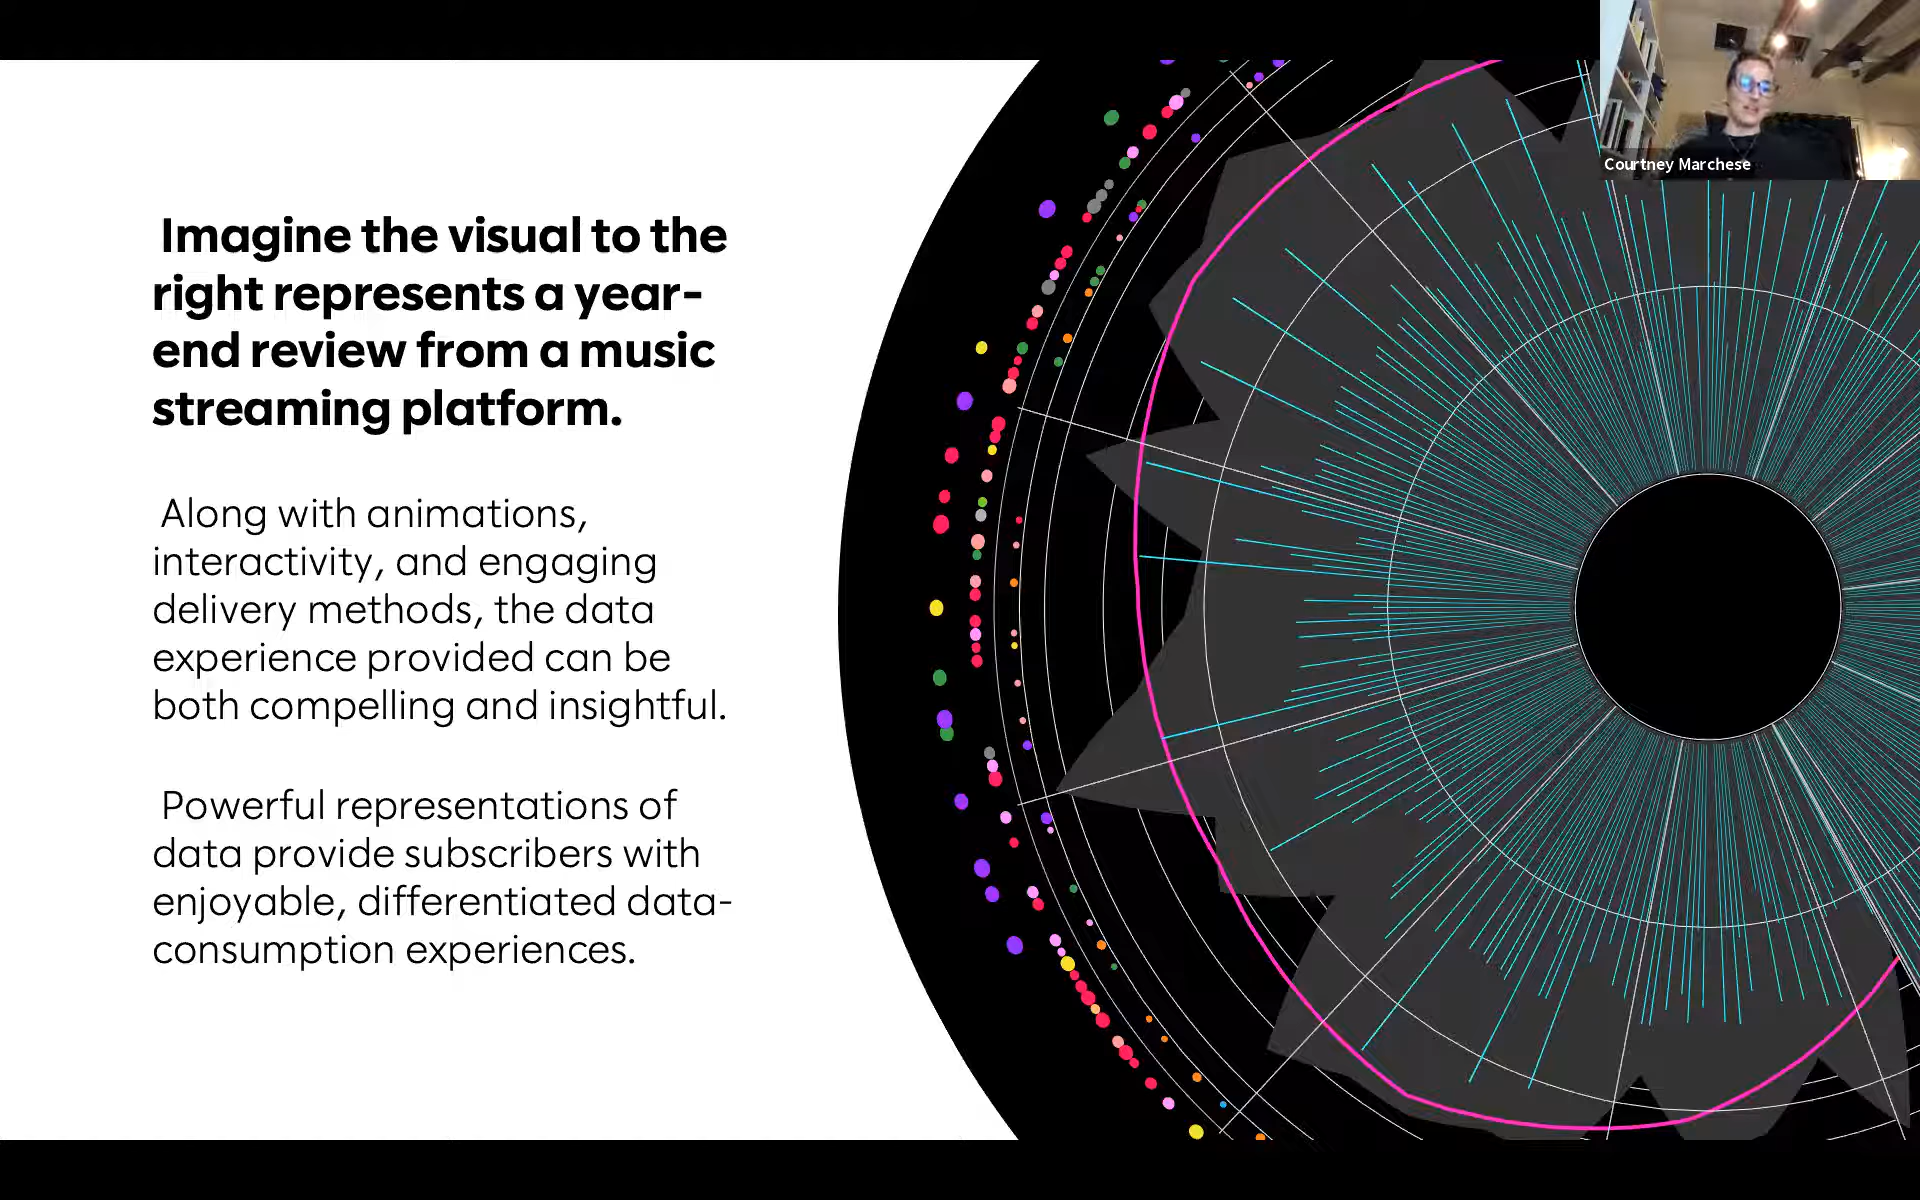 Imagine the visual to the
right represents a year-
end review from a music
streaming platform.
Along with animations,
interactivity, and engaging
delivery methods, the data
experience provided can be
both compelling and insightful.
Powerful representations of
data provide subscribers with
enjoyable, differentiated data-
consumption experiences.
Courtney Marchese